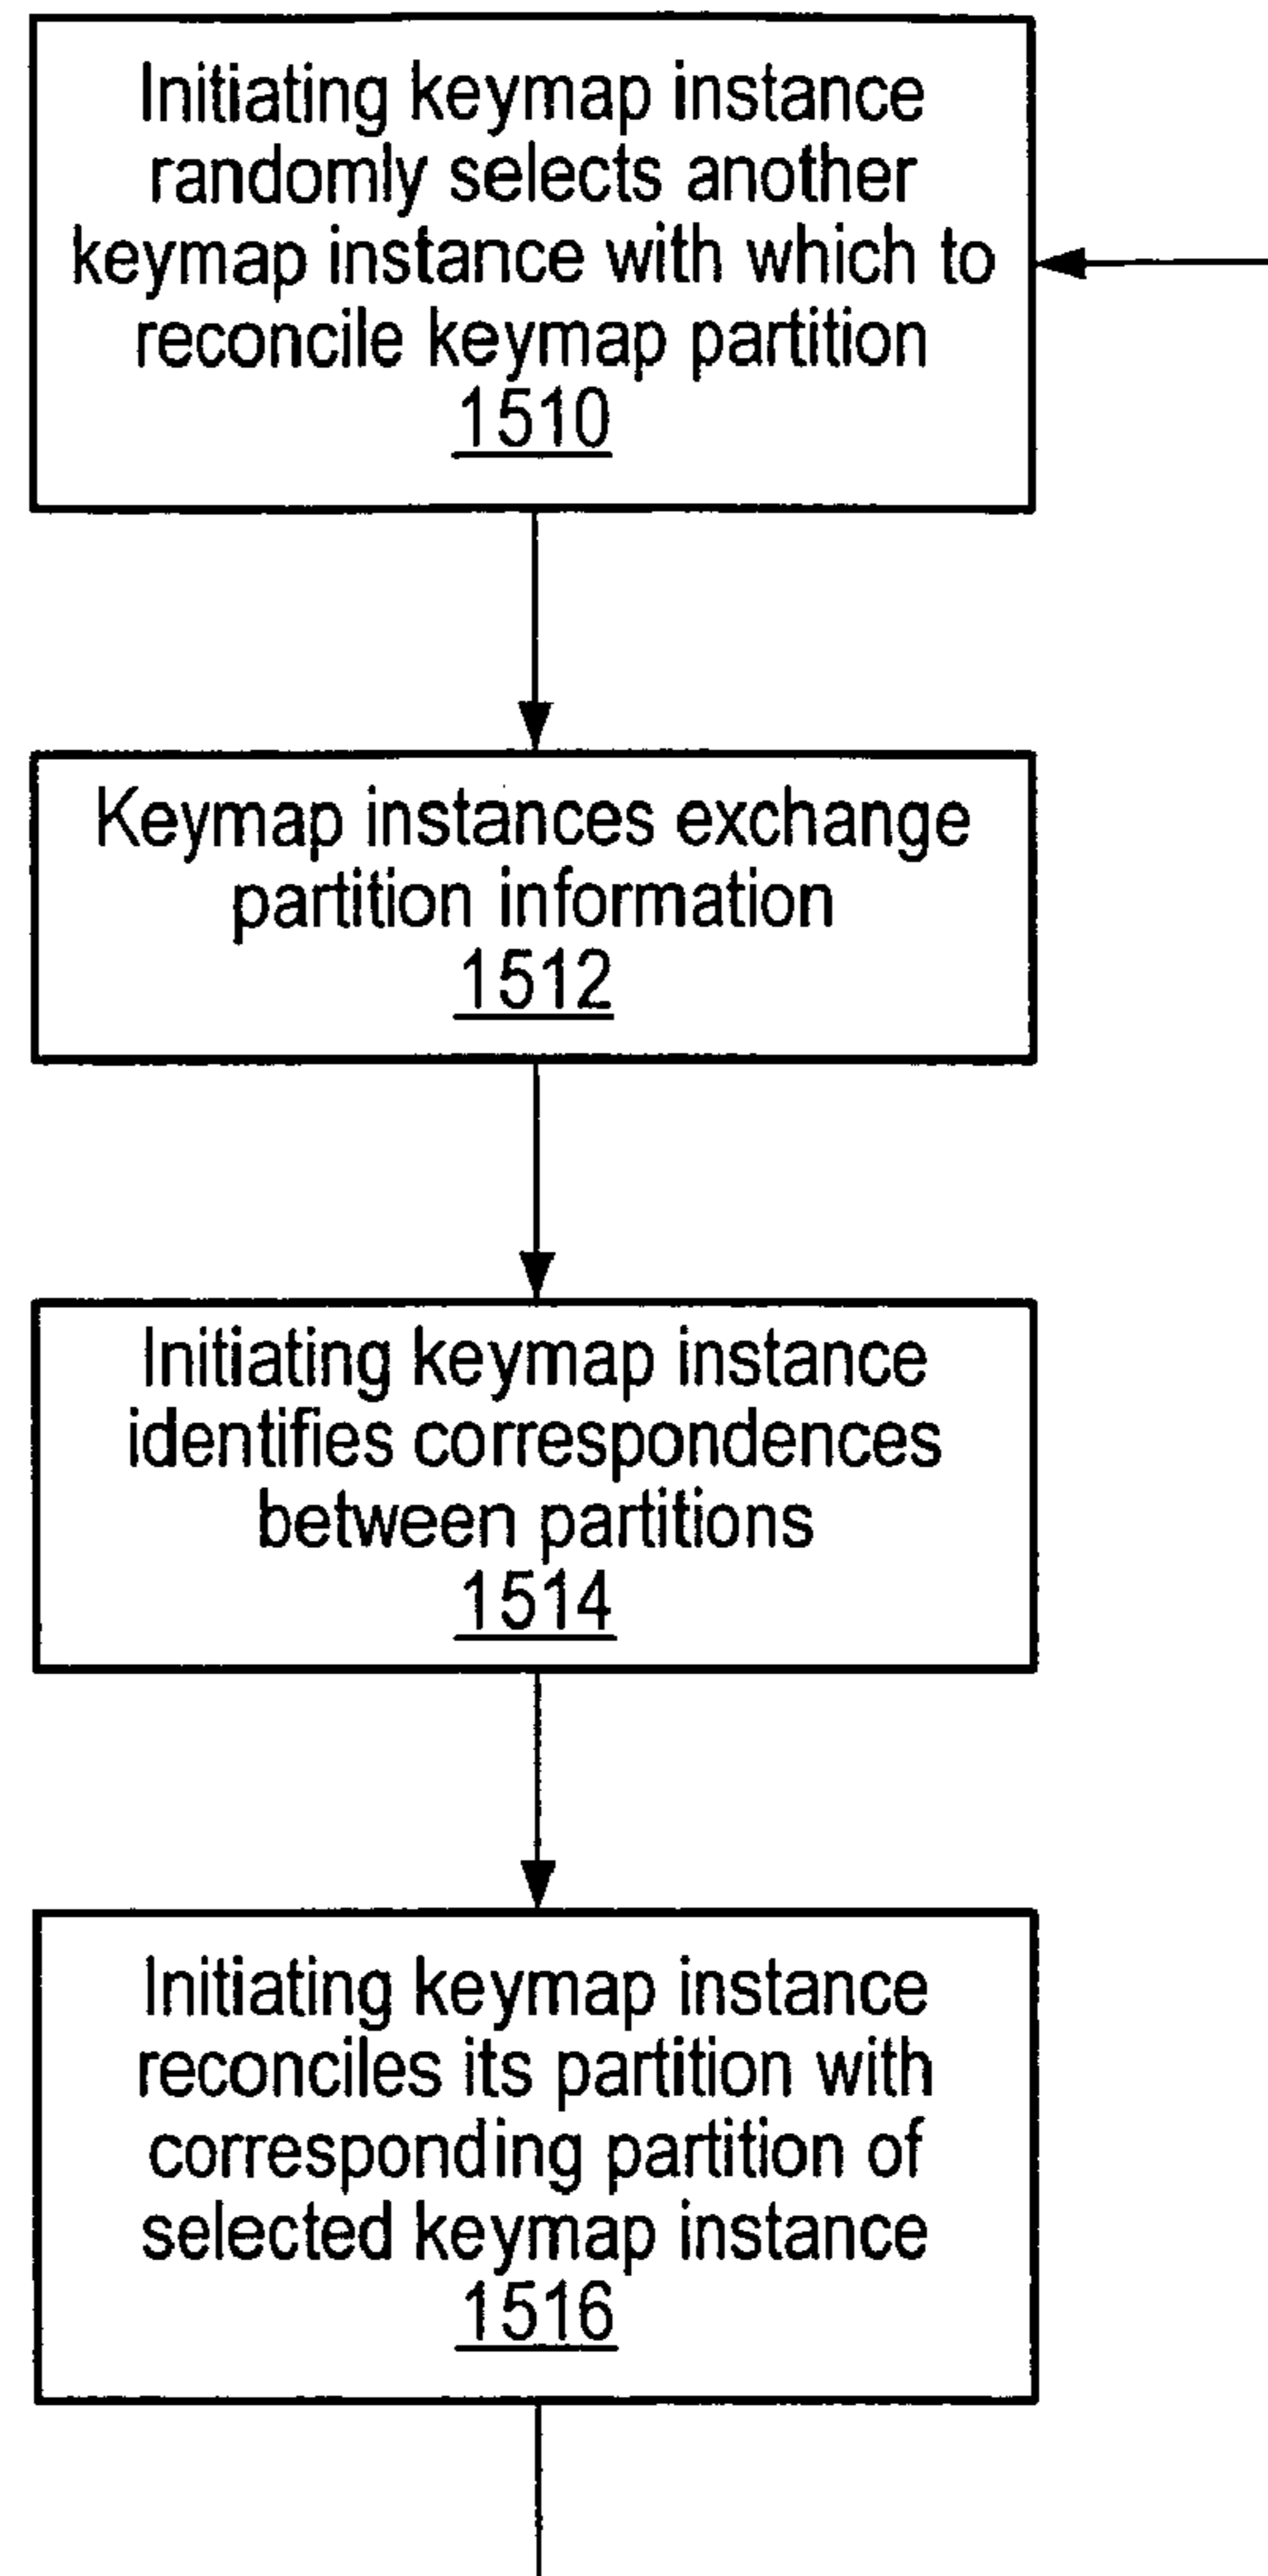 Initiating keymap instance
randomly selects another
keymap instance with which to
reconcile keymap partition
1510
Keymap instances exchange
partition information
1512
Initiating keymap instance
identifies correspondences
between partitions
1514
Initiating keymap instance
reconciles its partition with
corresponding partition of
selected keymap instance
1516